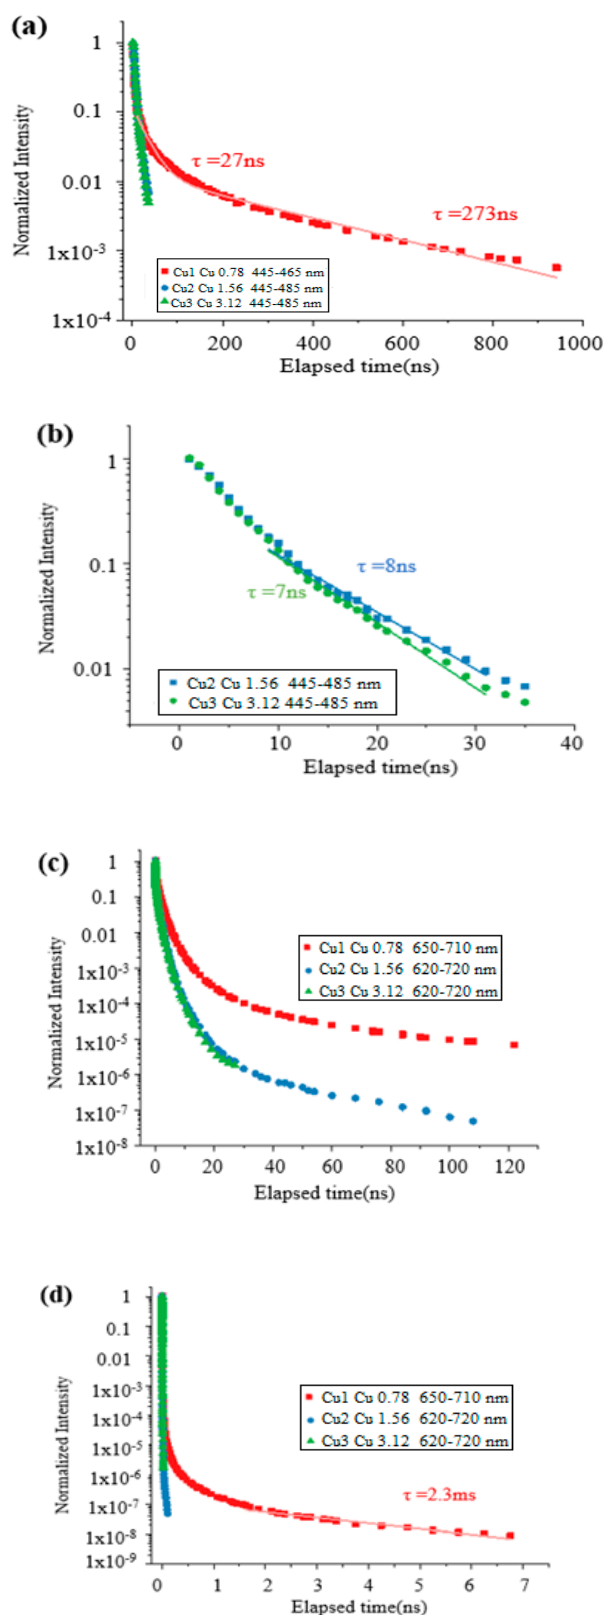 (a)
1
0.1
0.01
1x10-3
1x10-4
Normalized Intensity
τ =27ns
τ =273ns
Cu1 Cu 0.78 445-465 nm
Cu2 Cu 1.56 445-485 nm
Cu3 Cu 3.12 445-485 nm
0 200 400 600 800 1000
Elapsed time(ns)
(b)
1
0.1
0.01
Normalized Intensity
τ =8ns
τ =7ns
Cu2 Cu 1.56 445-485 nm
Cu3 Cu 3.12 445-485 nm
0 10 20 30 40
Elapsed time(ns)
(c)
1
0.1
0.01
1x10-3
1x10-4
1x10-5
1x10-6
1x10-7
1x10-8
Normalized Intensity
Cu1 Cu 0.78 650-710 nm
Cu2 Cu 1.56 620-720 nm
Cu3 Cu 3.12 620-720 nm
0 20 40 60 80 100 120
Elapsed time(ns)
(d)
1
0.1
0.01
1x10-3
1x10-4
1x10-5
1x10-6
1x10-7
1x10-8
1x10-9
Normalized Intensity
Cu1 Cu 0.78 650-710 nm
Cu2 Cu 1.56 620-720 nm
Cu3 Cu 3.12 620-720 nm
τ =2.3ms
0 1 2 3 4 5 6 7
Elapsed time(ns)